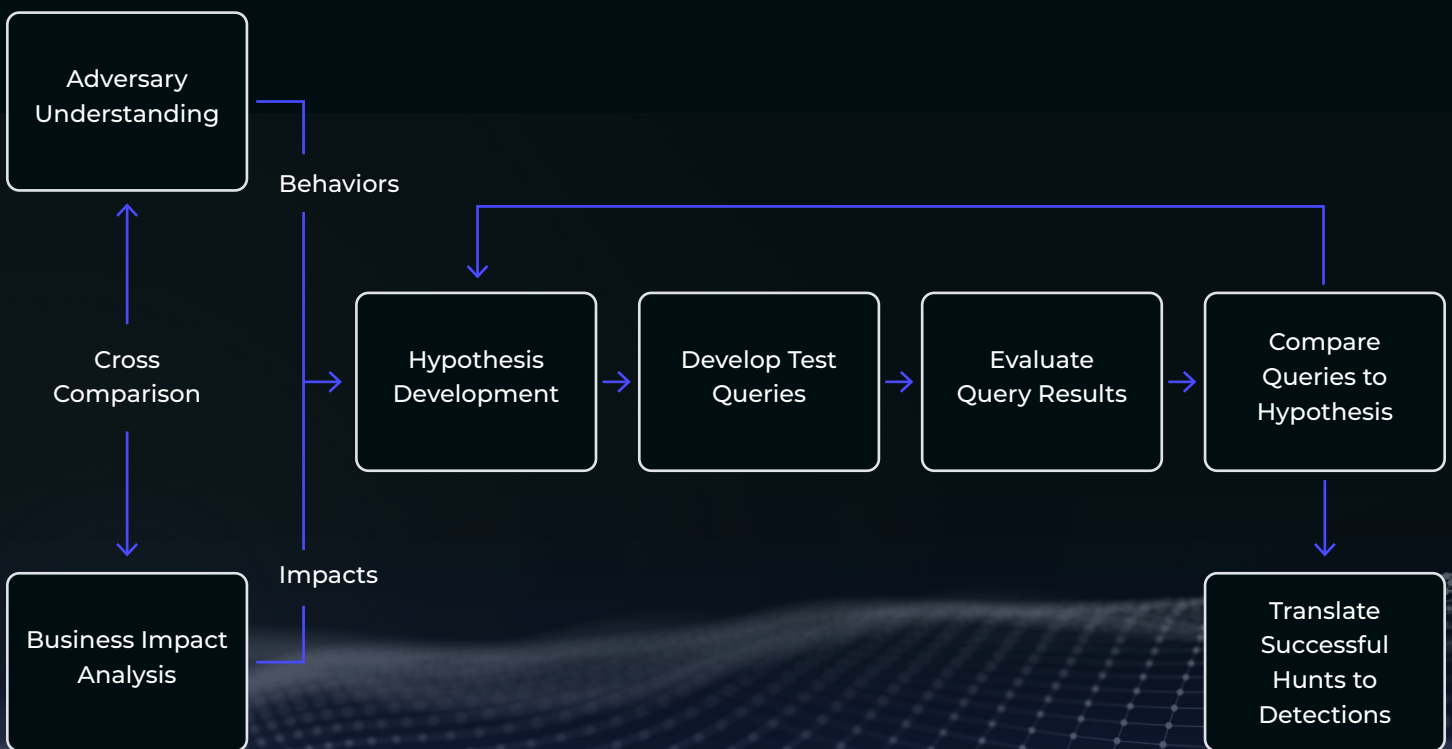 Adversary
Understanding
Behaviors
Cross
Comparison
Hypothesis
Development
Develop Test
Queries
Evaluate
Query Results
Compare
Queries to
Hypothesis
Impacts
Business Impact
Analysis
Translate
Successful
Hunts to
Detections